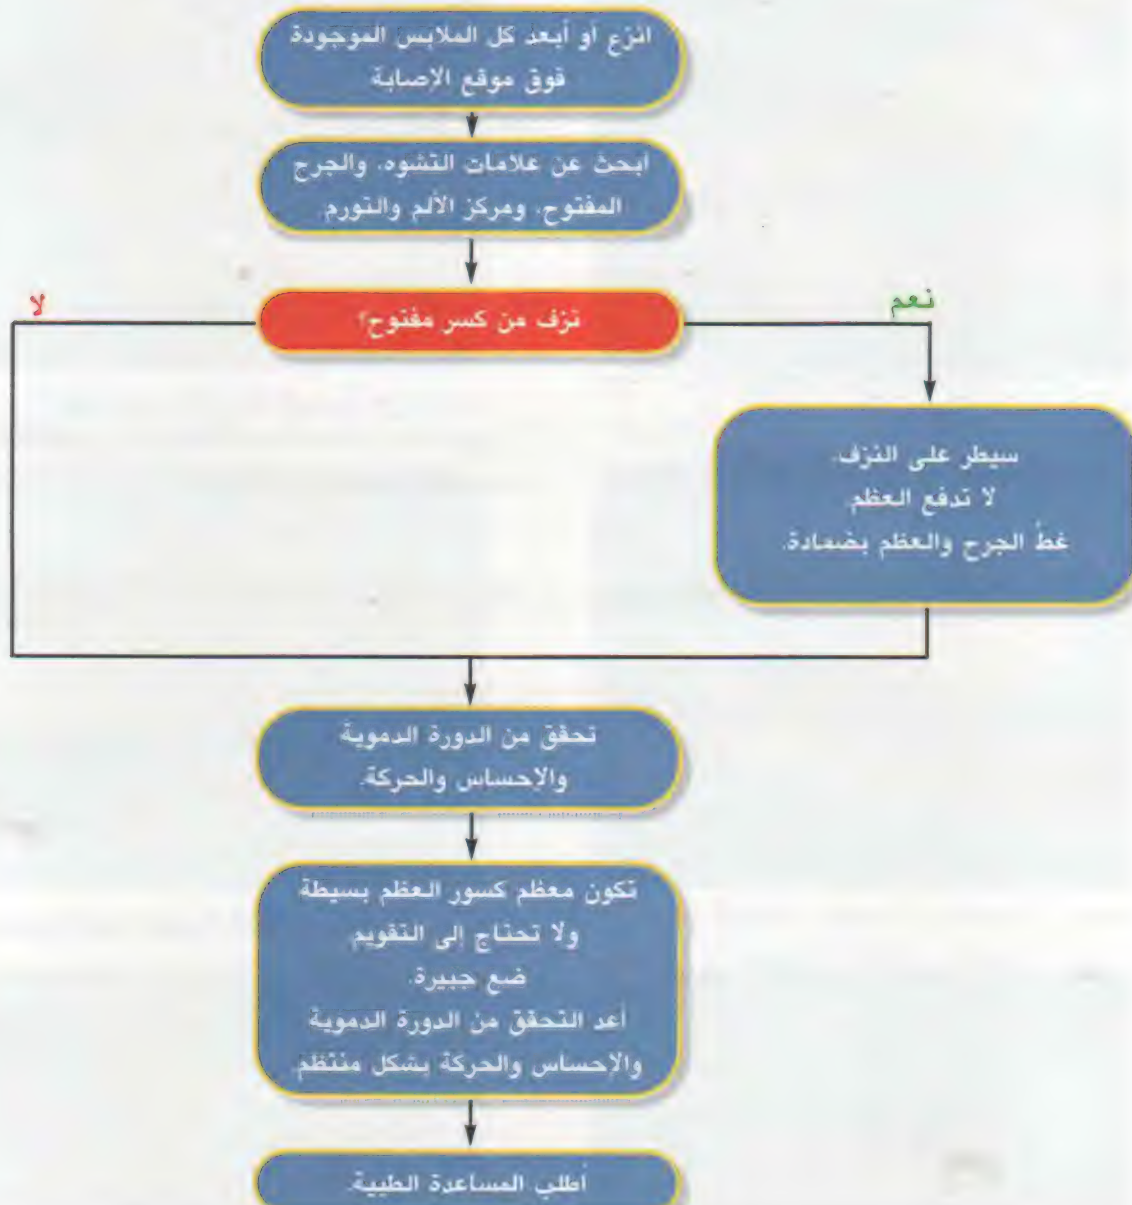 انزع أو أبعد كل الملابس الموجودة
فوق موقع الإصابة
ابحث عن علامات التشوه، والجرح
المفتوح، ومركز الألم والتورم.
نزف من كسر مفتوح؟
نعم
لا
سيطر على النزف.
لا تدفع العظم.
غطِّ الجرح والعظم بضمادة.
تحقق من الدورة الدموية
والإحساس والحركة.
تكون معظم كسور العظم بسيطة
ولا تحتاج إلى التقويم.
ضع جبيرة.
أعد التحقق من الدورة الدموية
والإحساس والحركة بشكل منتظم.
أطلب المساعدة الطبية.